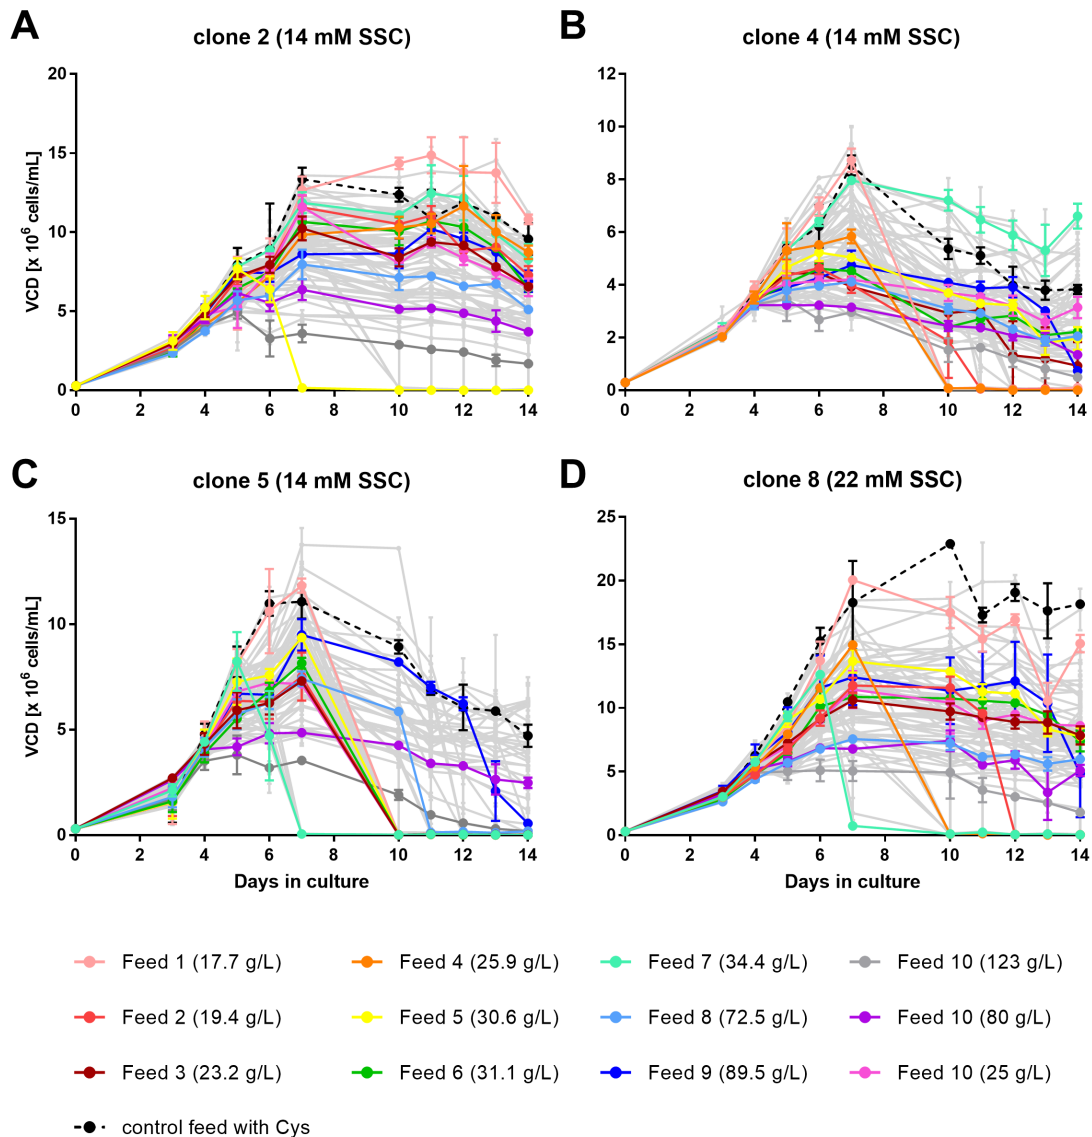 A
clone 2 (14 mM SSC)
VCD [x 10⁶ cells/mL]
20
15
10
5
0
0 2 4 6 8 10 12 14
B
clone 4 (14 mM SSC)
12
10
8
6
4
2
0
0 2 4 6 8 10 12 14
C
clone 5 (14 mM SSC)
VCD [x 10⁶ cells/mL]
15
10
5
0
0 2 4 6 8 10 12 14
Days in culture
D
clone 8 (22 mM SSC)
25
20
15
10
5
0
0 2 4 6 8 10 12 14
Days in culture
Feed 1 (17.7 g/L) Feed 4 (25.9 g/L) Feed 7 (34.4 g/L) Feed 10 (123 g/L)
Feed 2 (19.4 g/L) Feed 5 (30.6 g/L) Feed 8 (72.5 g/L) Feed 10 (80 g/L)
Feed 3 (23.2 g/L) Feed 6 (31.1 g/L) Feed 9 (89.5 g/L) Feed 10 (25 g/L)
control feed with Cys